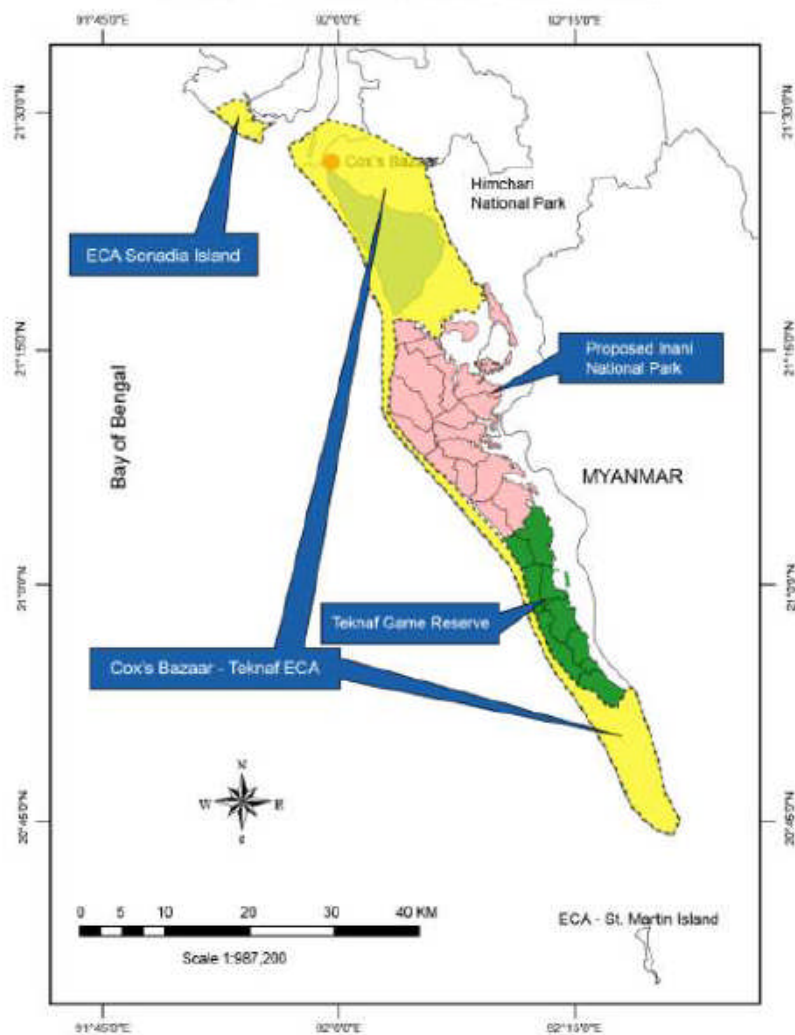 91°45'0"E 92°0'0"E 92°15'0"E
21°30'0"N 21°30'0"N
Cox's Bazaar
Himchari
National Park
ECA Sonadia Island
21°15'0"N 21°15'0"N
Proposed Inani
National Park
Bay of Bengal
MYANMAR
21°0'0"N 21°0'0"N
Teknaf Game Reserve
Cox's Bazaar - Teknaf ECA
N
W E
S
20°45'0"N 20°45'0"N
0 5 10 20 30 40 KM
Scale 1:987,200
ECA - St. Martin Island
91°45'0"E 92°0'0"E 92°15'0"E